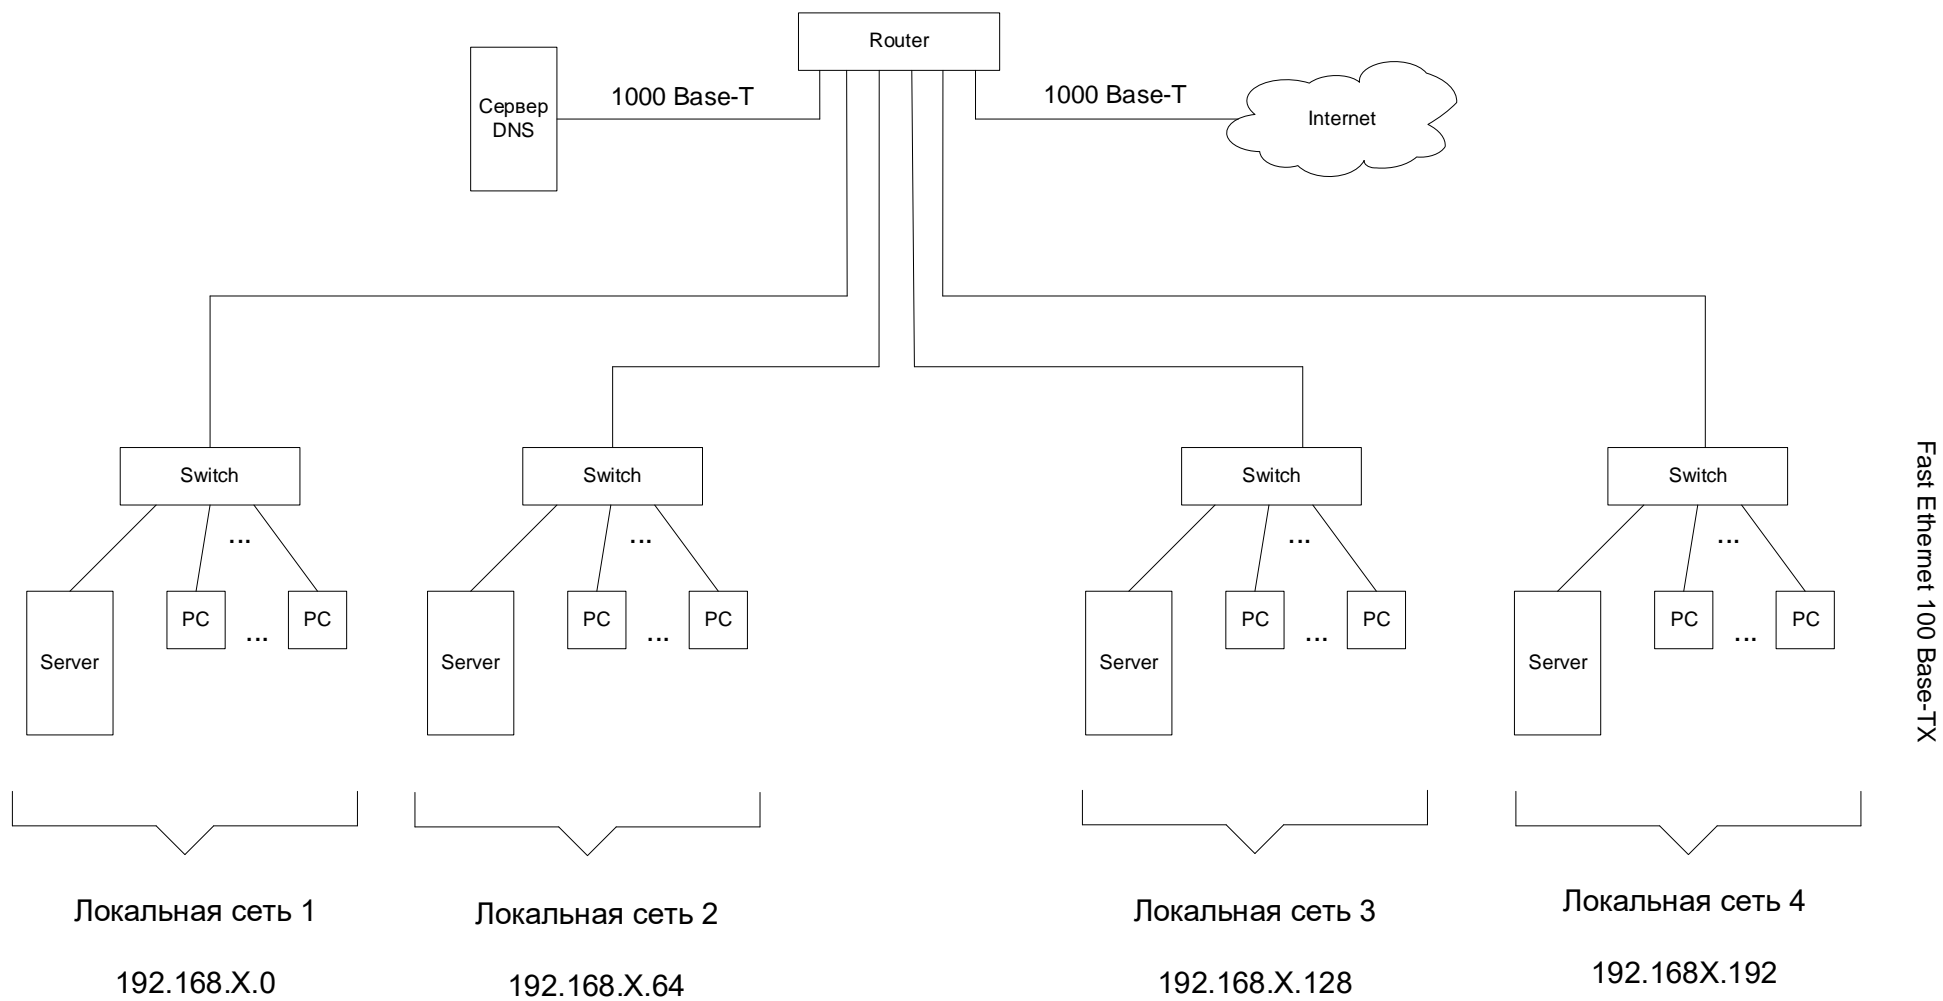 Router
Сервер
DNS
1000 Base-T
1000 Base-T
Internet
Switch
Switch
Switch
Switch
...
...
...
...
Server
PC
...
PC
Server
PC
...
PC
Server
PC
...
PC
Server
PC
...
PC
Fast Ethernet 100 Base-TX
Локальная сеть 1
Локальная сеть 2
Локальная сеть 3
Локальная сеть 4
192.168.X.0
192.168.X.64
192.168.X.128
192.168X.192